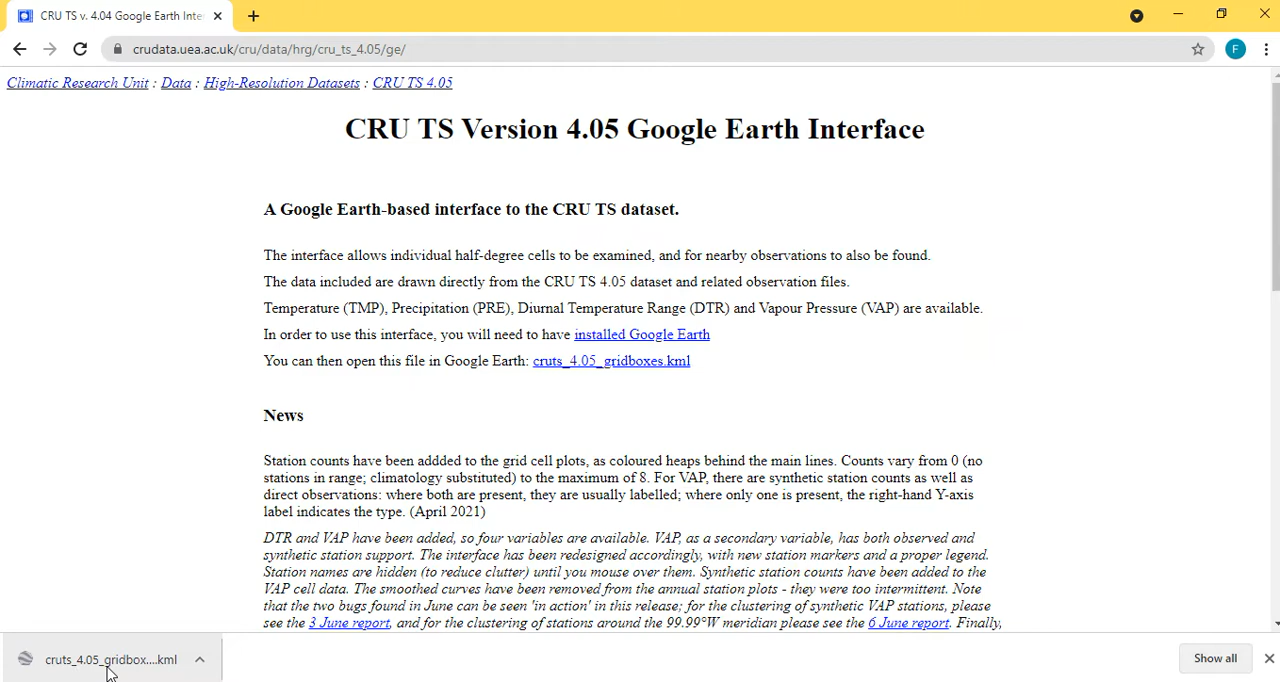 CRU TS v. 4.04 Google Earth Inte
crudata.uea.ac.uk/cru/data/hrg/cru_ts_4.05/ge/
F
Climatic Research Unit : Data : High-Resolution Datasets : CRU TS 4.05
CRU TS Version 4.05 Google Earth Interface
A Google Earth-based interface to the CRU TS dataset.
The interface allows individual half-degree cells to be examined, and for nearby observations to also be found.
The data included are drawn directly from the CRU TS 4.05 dataset and related observation files.
Temperature (TMP), Precipitation (PRE), Diurnal Temperature Range (DTR) and Vapour Pressure (VAP) are available.
In order to use this interface, you will need to have installed Google Earth
You can then open this file in Google Earth: cruts_4.05_gridboxes.kml
News
Station counts have been addded to the grid cell plots, as coloured heaps behind the main lines. Counts vary from 0 (no
stations in range; climatology substituted) to the maximum of 8. For VAP, there are synthetic station counts as well as
direct observations: where both are present, they are usually labelled; where only one is present, the right-hand Y-axis
label indicates the type. (April 2021)
DTR and VAP have been added, so four variables are available. VAP, as a secondary variable, has both observed and
synthetic station support. The interface has been redesigned accordingly, with new station markers and a proper legend.
Station names are hidden (to reduce clutter) until you mouse over them. Synthetic station counts have been added to the
VAP cell data. The smoothed curves have been removed from the annual station plots - they were too intermittent. Note
that the two bugs found in June can be seen 'in action' in this release; for the clustering of synthetic VAP stations, please
see the 3 June report, and for the clustering of stations around the 99.99°W meridian please see the 6 June report. Finally,
cruts_4.05_gridbox....kml
Show all